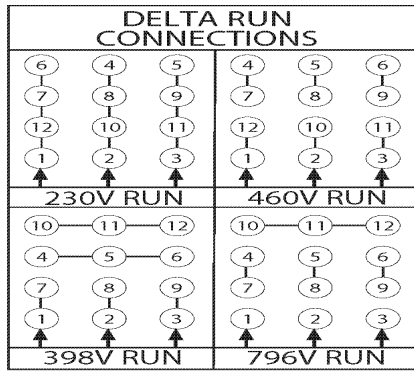 DELTA RUN
CONNECTIONS
6 4 5 4 5 6
7 8 9 7 8 9
12 10 11 12 10 11
1 2 3 1 2 3
230V RUN 460V RUN
10 11 12 10 11 12
4 5 6 4 5 6
7 8 9 7 8 9
1 2 3 1 2 3
398V RUN 796V RUN